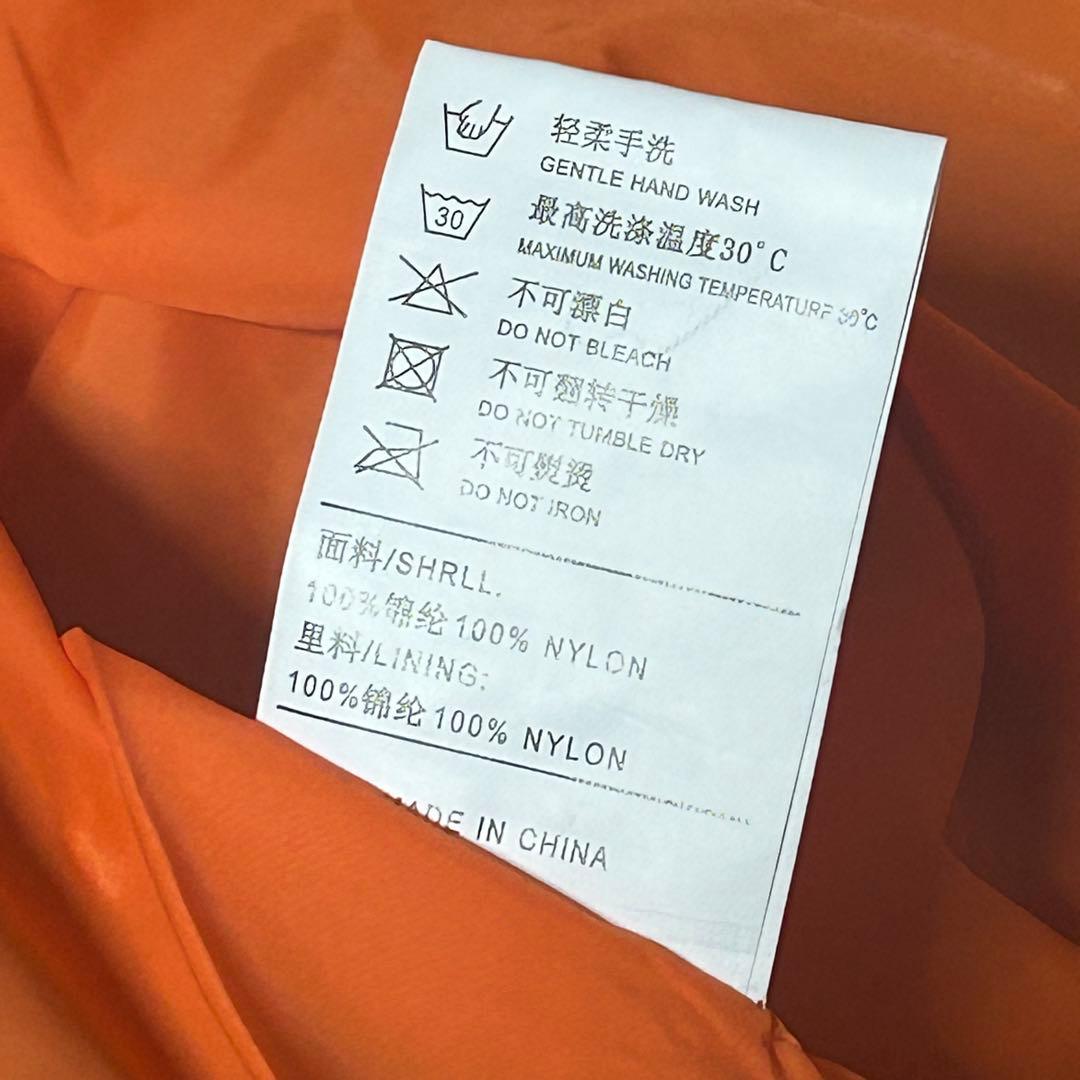 轻柔手洗
GENTLE HAND WASH
30
最高洗涤温度30°C
MAXIMUM WASHING TEMPERATURE 30°C
不可漂白
DO NOT BLEACH
不可翻转干燥
DO NOT TUMBLE DRY
不可熨烫
DO NOT IRON
面料/SHRLL.
100%锦纶 100% NYLON
里料/LINING:
100%锦纶 100% NYLON
MADE IN CHINA